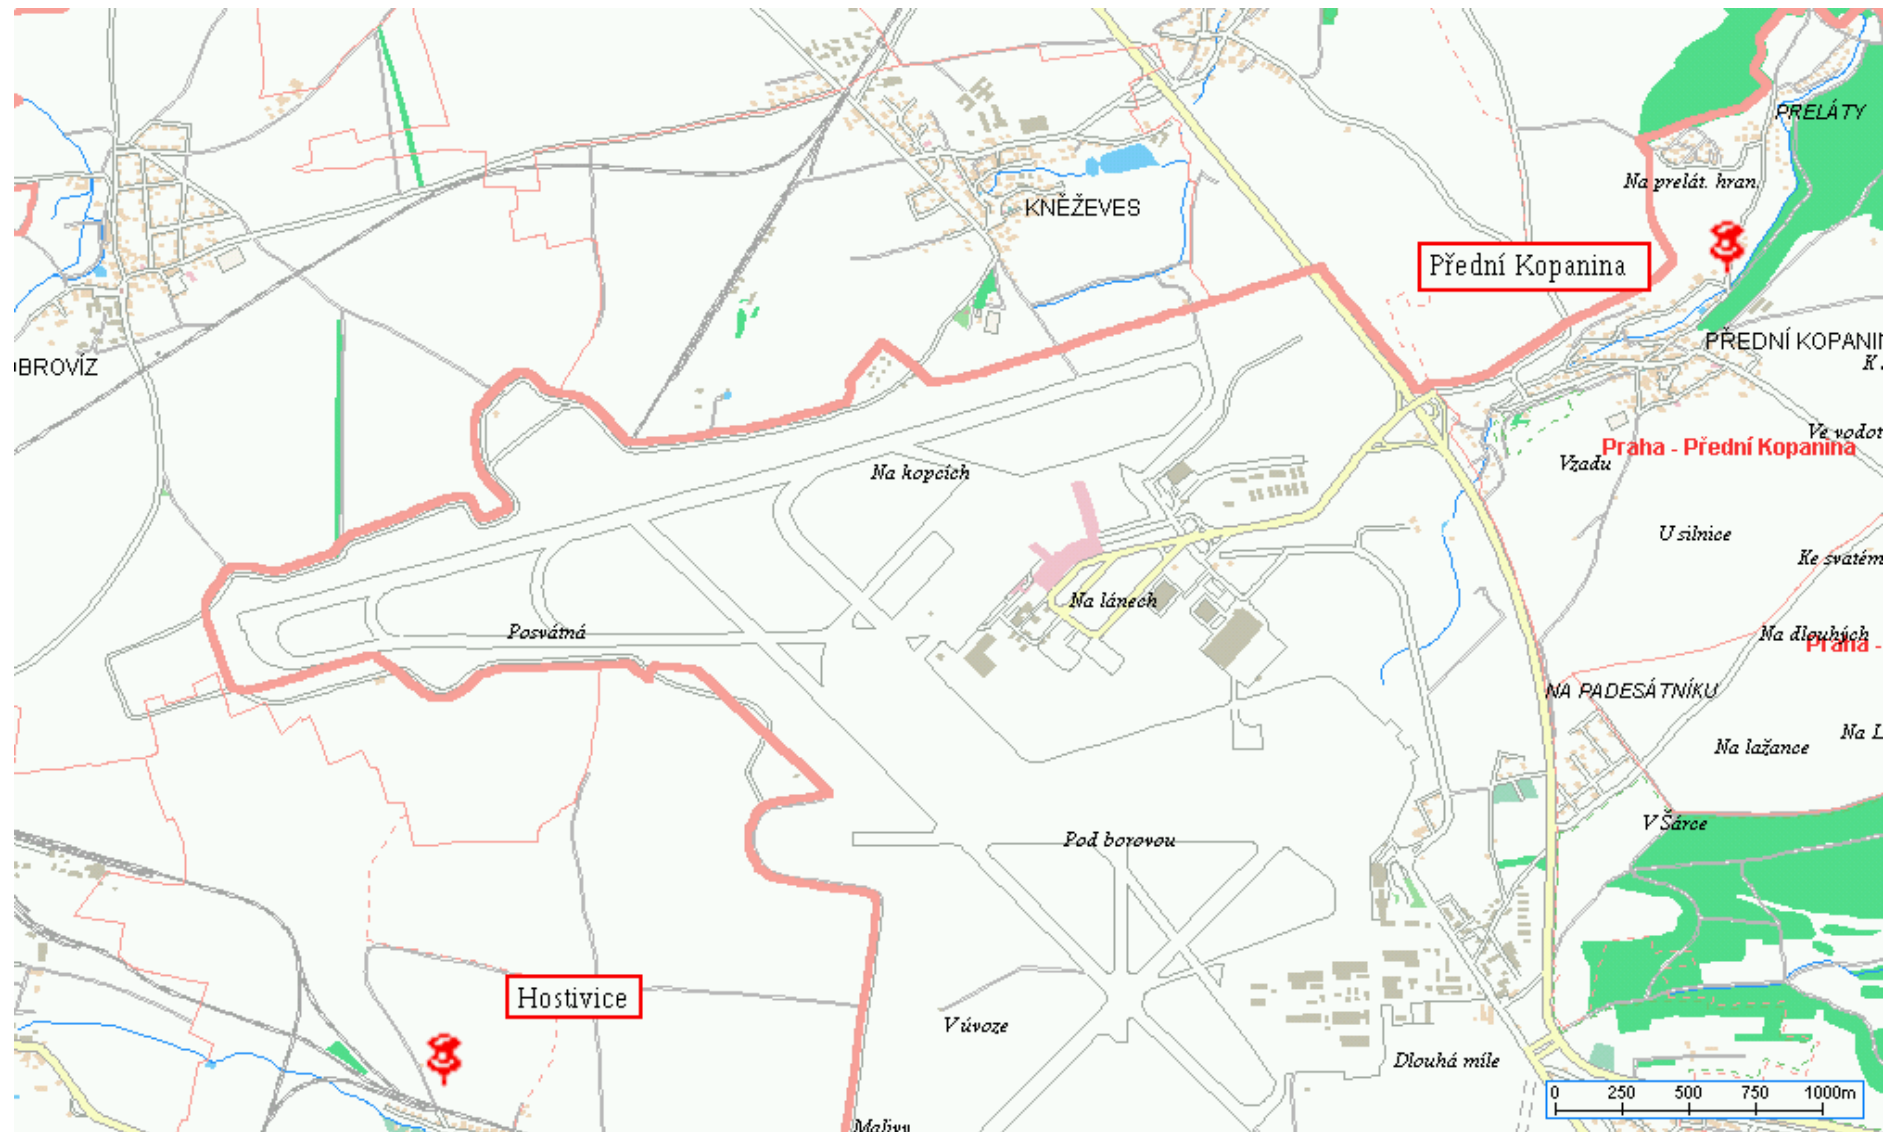 PRELÁTY
Na prelát. hran.
KNĚŽEVES
Přední Kopanina
PŘEDNÍ KOPANIN
OBROVÍZ
K
Ve vodot
Praha - Přední Kopanina
Vzadu
Na kopcích
U silnice
Ke svatém
Na lánech
Posvátná
Na dlouhých
Praha -
NA PADESÁTNÍKU
Na L
Na lažance
V Šárce
Pod borovou
Hostivice
V úvoze
Dlouhá míle
0 250 500 750 1000m
Malivy